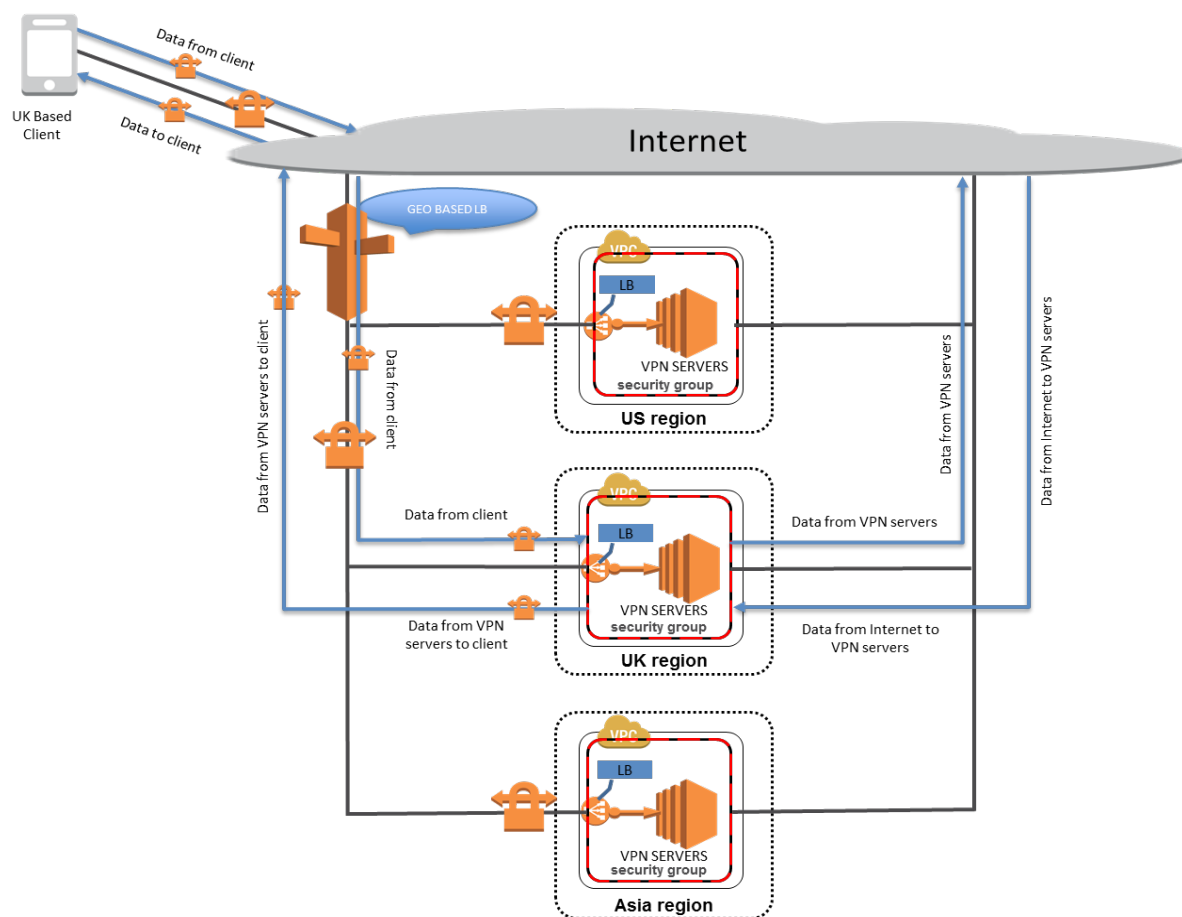 Data from client
UK Based
Client
Data to client
Internet
GEO BASED LB
VPC
LB
VPN SERVERS
security group
US region
Data from VPN servers to client
Data from client
Data from VPN servers
Data from Internet to VPN servers
VPC
Data from client
LB
Data from VPN servers
VPN SERVERS
security group
Data from VPN
servers to client
Data from Internet to
VPN servers
UK region
VPC
LB
VPN SERVERS
security group
Asia region